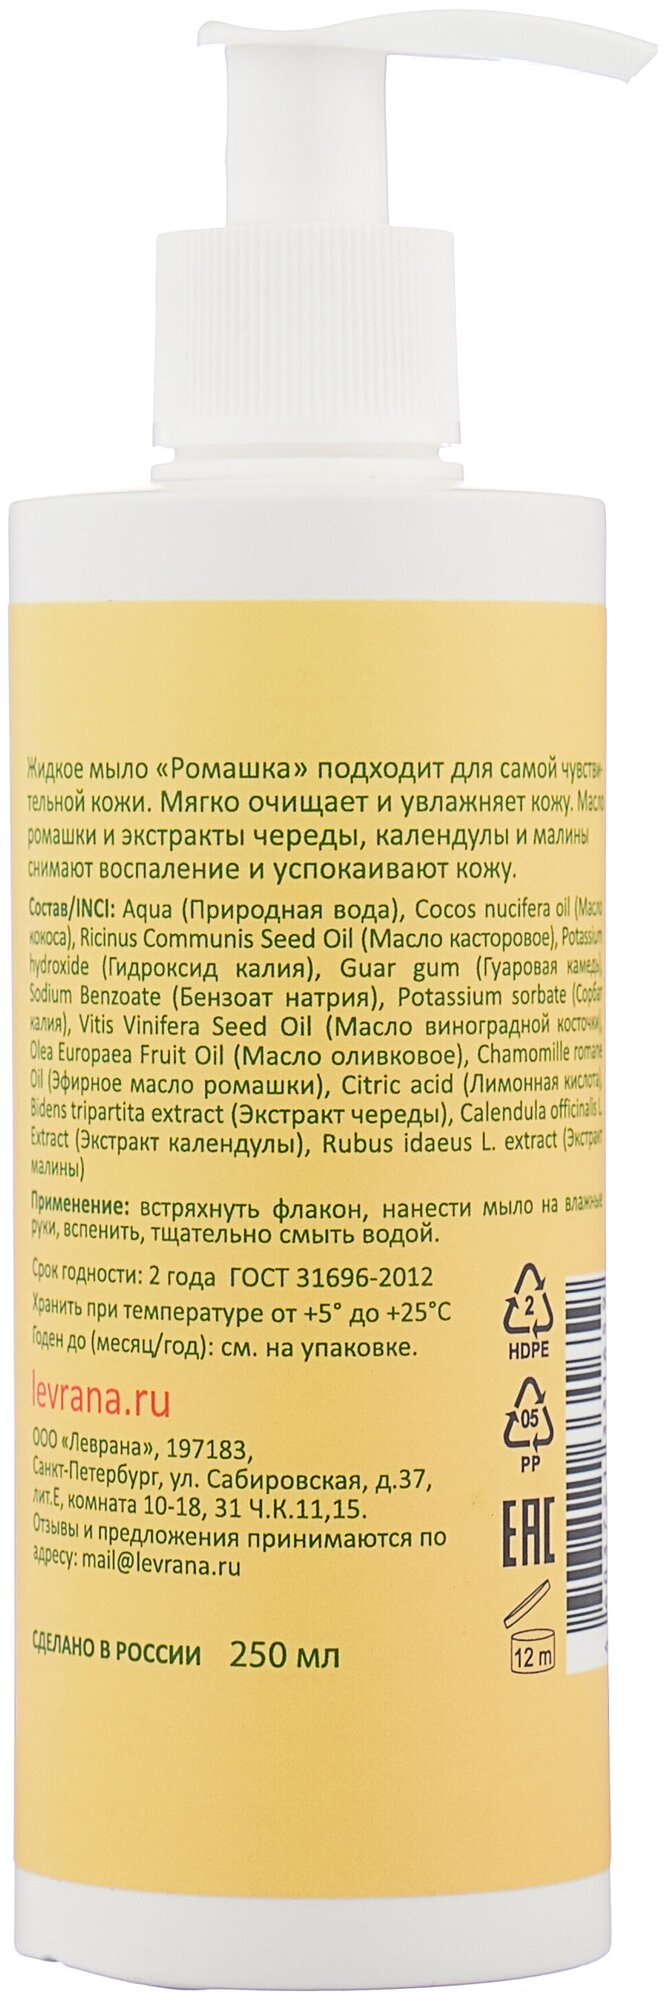 Жидкое мыло «Ромашка» подходит для самой чувстви-
тельной кожи. Мягко очищает и увлажняет кожу. Масло
ромашки и экстракты череды, календулы и малины
снимают воспаление и успокаивают кожу.
Состав/INCI: Aqua (Природная вода), Cocos nucifera oil (Масло
кокоса), Ricinus Communis Seed Oil (Масло касторовое), Potassium
hydroxide (Гидроксид калия), Guar gum (Гуаровая камедь),
Sodium Benzoate (Бензоат натрия), Potassium sorbate (Сорбат
калия), Vitis Vinifera Seed Oil (Масло виноградной косточки),
Olea Europaea Fruit Oil (Масло оливковое), Chamomille romane
Oil (Эфирное масло ромашки), Citric acid (Лимонная кислота),
Bidens tripartita extract (Экстракт череды), Calendula officinalis L.
Extract (Экстракт календулы), Rubus idaeus L. extract (Экстракт
малины)
Применение: встряхнуть флакон, нанести мыло на влажные
руки, вспенить, тщательно смыть водой.
Срок годности: 2 года ГОСТ 31696-2012
Хранить при температуре от +5° до +25°С
Годен до (месяц/год): см. на упаковке.
levrana.ru
ООО «Леврана», 197183,
Санкт-Петербург, ул. Сабировская, д.37,
лит.Е, комната 10-18, 31 Ч.К.11,15.
Отзывы и предложения принимаются по
адресу: mail@levrana.ru
СДЕЛАНО В РОССИИ 250 мл
2
HDPE
05
PP
EAC
12 m